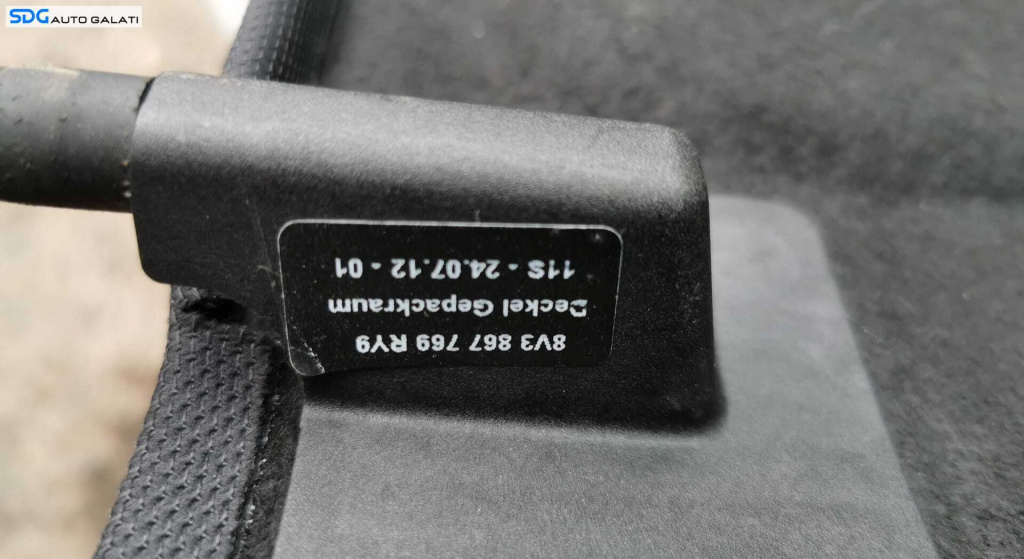 SDG AUTO GALATI
8V3 867 769 RY9
Deckel Gepackraum
11S - 24.07.12 - 01